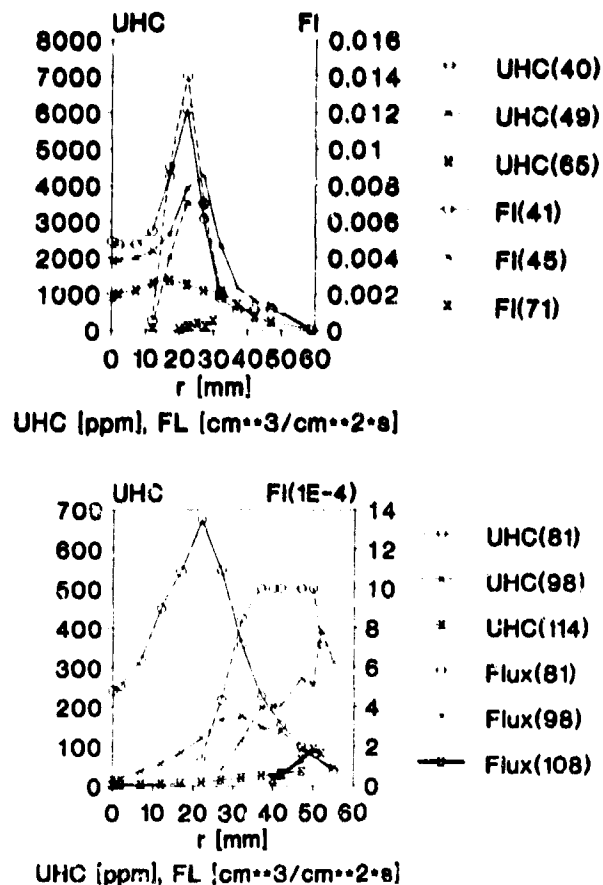 UHC FI
8000 0.016
7000 0.014
6000 0.012
5000 0.01
4000 0.008
3000 0.006
2000 0.004
1000 0.002
0 0
0 10 20 30 40 50 60
r [mm]
UHC [ppm], FL [cm**3/cm**2*s]
UHC(40)
UHC(49)
UHC(65)
FI(41)
FI(45)
FI(71)
UHC FI(1E-4)
700 14
600 12
500 10
400 8
300 6
200 4
100 2
0 0
0 10 20 30 40 50 60
r [mm]
UHC [ppm], FL [cm**3/cm**2*s]
UHC(81)
UHC(98)
UHC(114)
Flux(81)
Flux(98)
Flux(108)